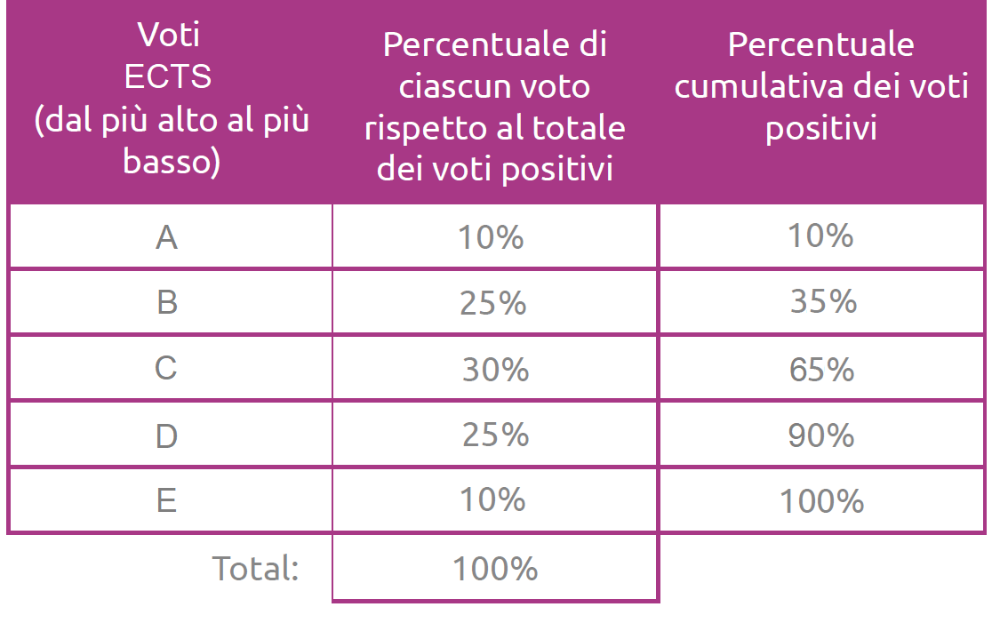 Voti
ECTS
(dal più alto al più
basso)
Percentuale di
ciascun voto
rispetto al totale
dei voti positivi
Percentuale
cumulativa dei voti
positivi
A 10% 10%
B 25% 35%
C 30% 65%
D 25% 90%
E 10% 100%
Total: 100%